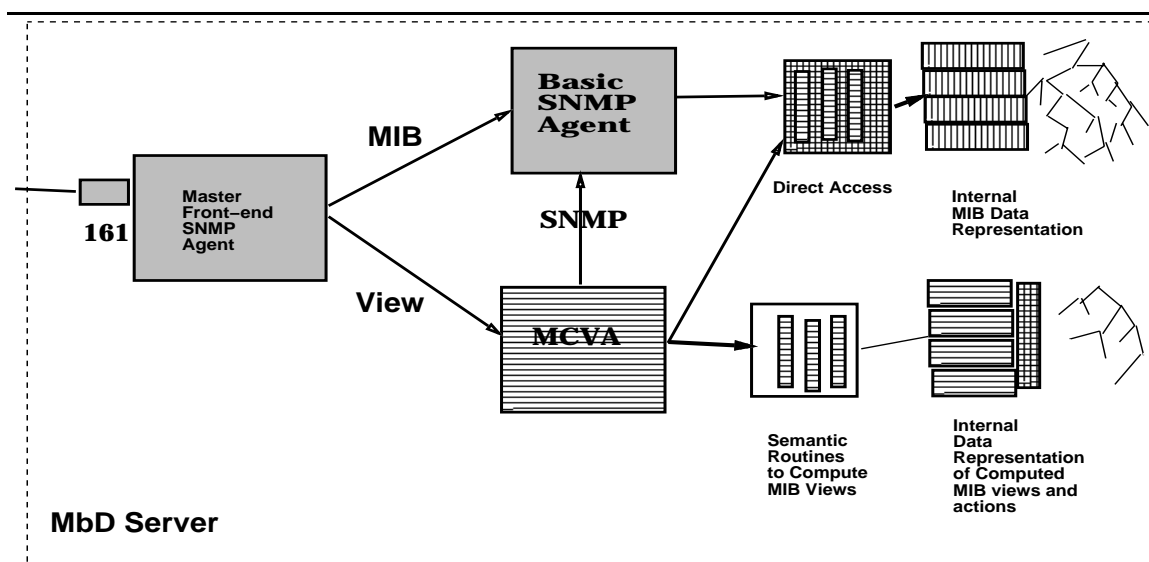 Basic
SNMP
Agent
MIB
Direct Access
Internal
MIB Data
Representation
Master
Front–end
SNMP
Agent
161
SNMP
View
MCVA
Semantic
Routines
to Compute
MIB Views
Internal
Data
Representation
of Computed
MIB views and
actions
MbD Server